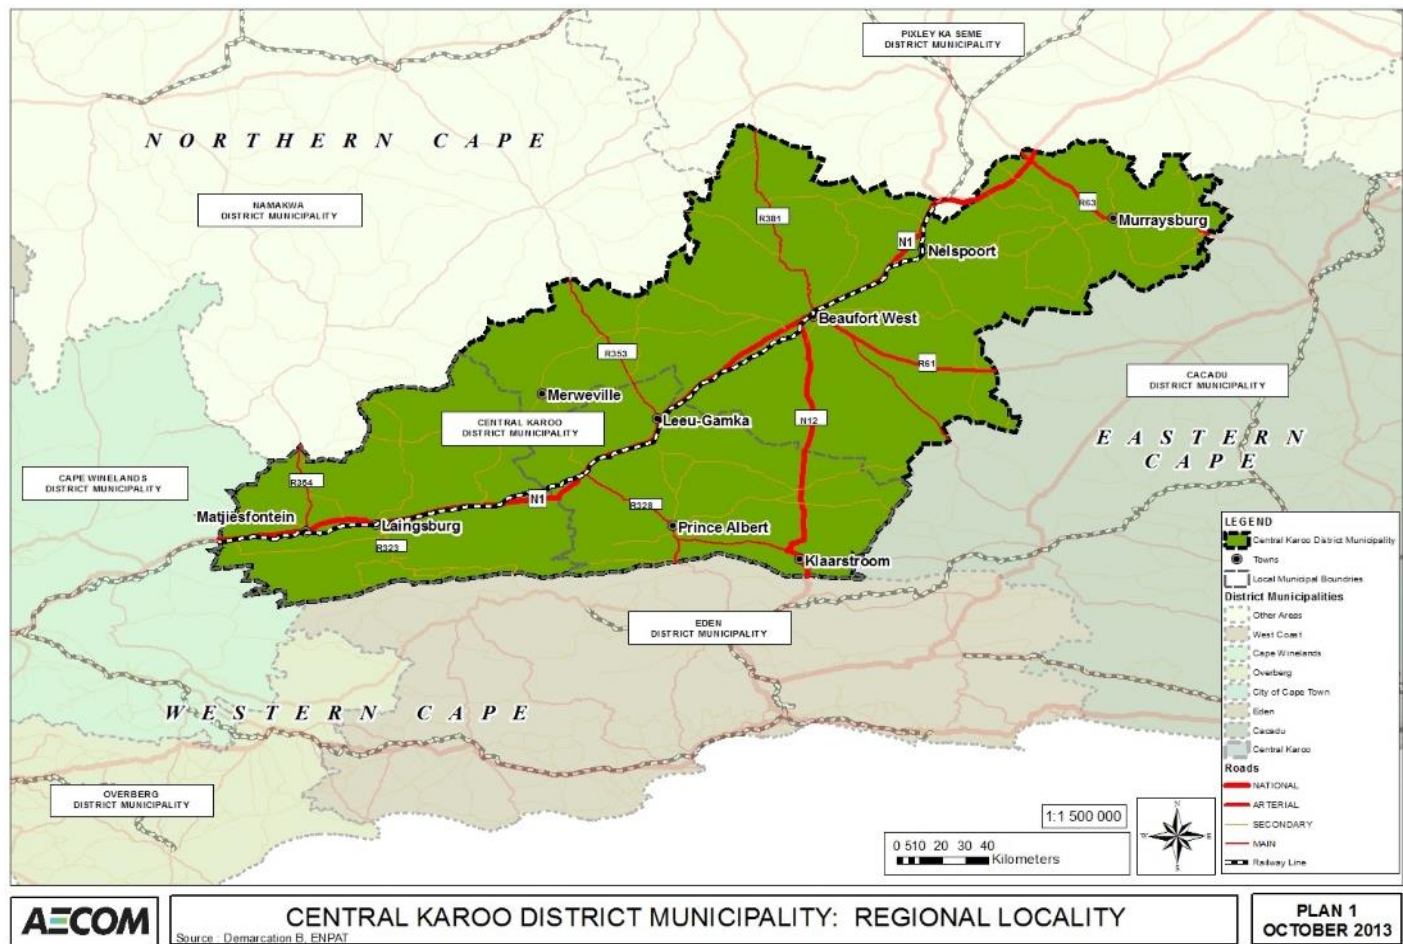 PIXLEY KA SEME
DISTRICT MUNICIPALITY
NORTHERN CAPE
NAMAKWA
DISTRICT MUNICIPALITY
R381
R63
Murraysburg
N1
Nelspoort
Beaufort West
R353
R61
CACADU
DISTRICT MUNICIPALITY
Merweville
CENTRAL KAROO
DISTRICT MUNICIPALITY
Leeu-Gamka
N12
EASTERN
CAPE
CAPE WINELANDS
DISTRICT MUNICIPALITY
R354
N1
R328
Matjiesfontein
Laingsburg
Prince Albert
R323
Klaarstroom
EDEN
DISTRICT MUNICIPALITY
WESTERN CAPE
OVERBERG
DISTRICT MUNICIPALITY
LEGEND
Central Karoo District Municipality
Towns
Local Municipal Boundries
District Municipalities
Other Areas
West Coast
Cape Winelands
Overberg
City of Cape Town
Eden
Cacadu
Central Karoo
Roads
NATIONAL
ARTERIAL
SECONDARY
MAIN
Railway Line
1:1 500 000
0 510 20 30 40
Kilometers
N
W E
S
AECOM
CENTRAL KAROO DISTRICT MUNICIPALITY: REGIONAL LOCALITY
Source : Demarcation B, ENPAT
PLAN 1
OCTOBER 2013